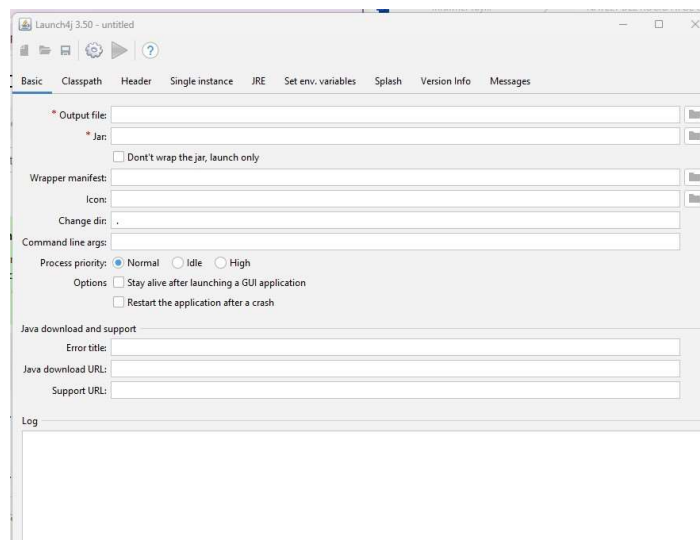 Launch4j 3.50 - untitled
Basic Classpath Header Single instance JRE Set env. variables Splash Version Info Messages
* Output file:
* Jar:
Dont't wrap the jar, launch only
Wrapper manifest:
Icon:
Change dir: .
Command line args:
Process priority: Normal Idle High
Options Stay alive after launching a GUI application
Restart the application after a crash
Java download and support
Error title:
Java download URL:
Support URL:
Log